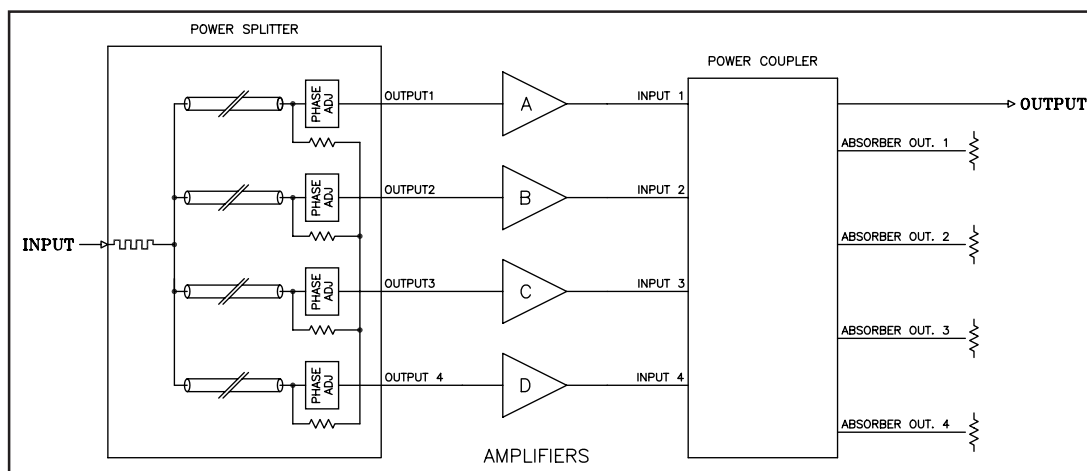 POWER SPLITTER
POWER COUPLER
PHASE ADJ
OUTPUT1
A
INPUT 1
OUTPUT
ABSORBER OUT. 1
PHASE ADJ
OUTPUT2
B
INPUT 2
INPUT
ABSORBER OUT. 2
PHASE ADJ
OUTPUT3
C
INPUT 3
ABSORBER OUT. 3
PHASE ADJ
OUTPUT 4
D
INPUT 4
ABSORBER OUT. 4
AMPLIFIERS